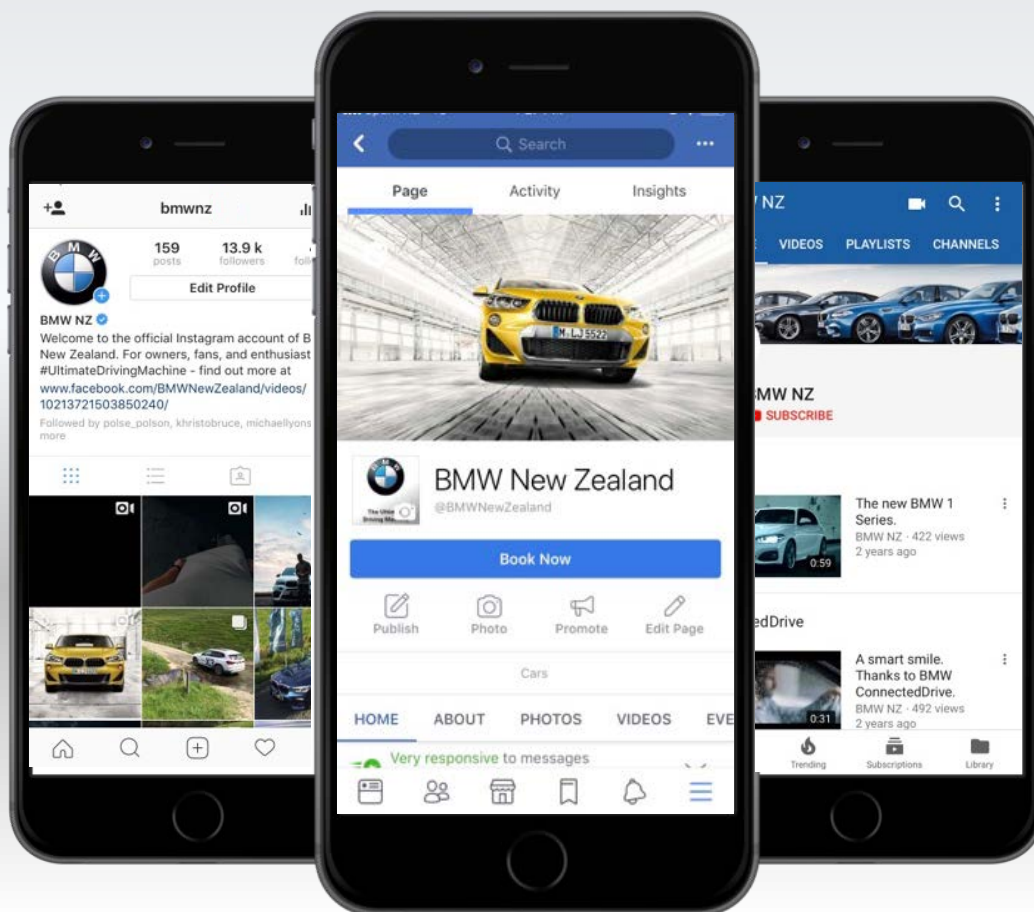 bmwnz
159
13.9 k
posts
followers
Edit Profile
BMW NZ
Welcome to the official Instagram account of B
New Zealand. For owners, fans, and enthusiast
#UltimateDrivingMachine - find out more at
www.facebook.com/BMWNewZealand/videos/
10213721503850240/
Followed by polse_polson, khristobruce, michaellyons
more
Search
Page Activity Insights
M·LJ 5522
BMW
BMW New Zealand
@BMWNewZealand
Book Now
Publish Photo Promote Edit Page
Cars
HOME ABOUT PHOTOS VIDEOS EVE
Very responsive to messages
NZ
VIDEOS PLAYLISTS CHANNELS
BMW NZ
SUBSCRIBE
The new BMW 1
Series.
BMW NZ · 422 views
2 years ago
0:59
edDrive
A smart smile.
Thanks to BMW
ConnectedDrive.
BMW NZ · 492 views
2 years ago
0:31
Trending Subscriptions Library